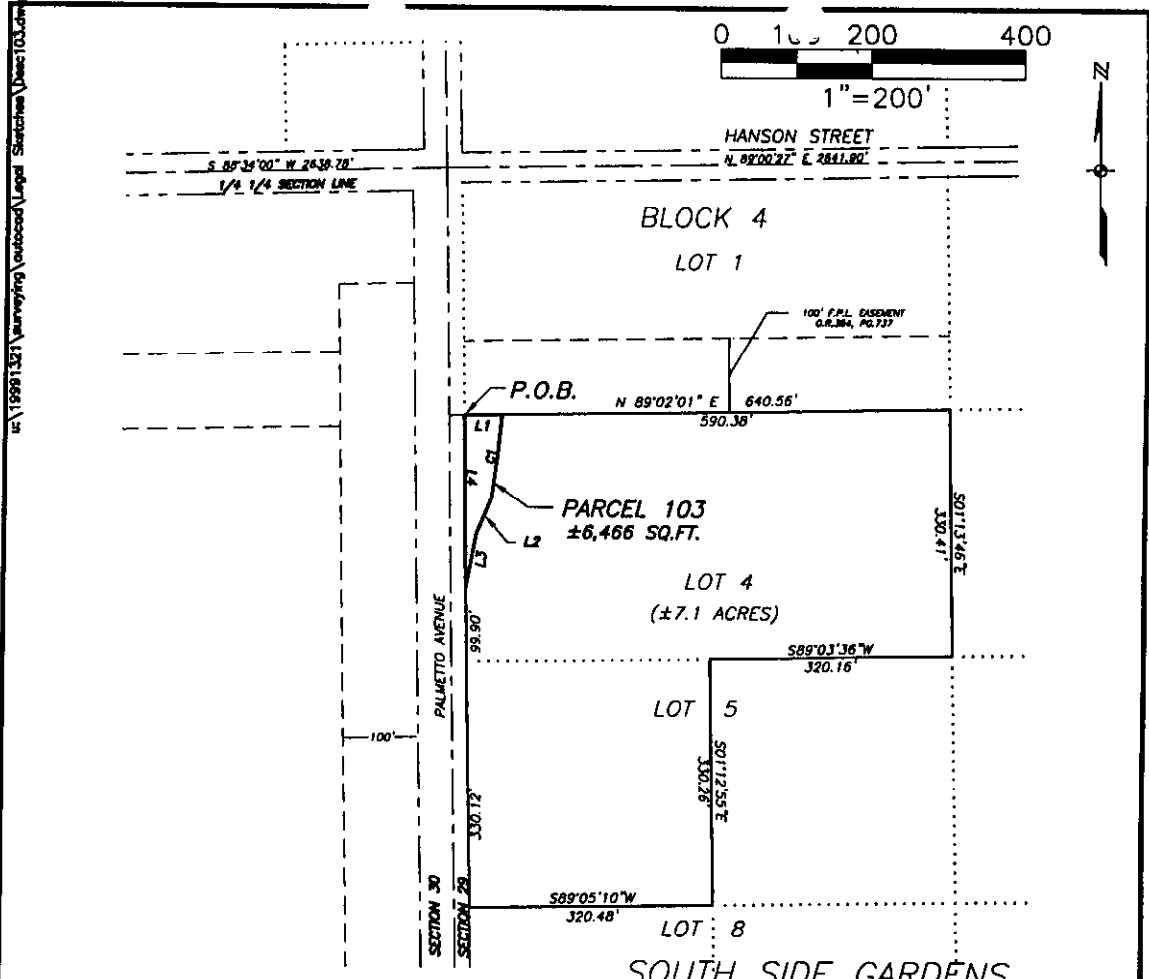 u:\19991321\surveying\autocad\Legal Sketches\Desc103.dw
0 200 400
1"=200'
N
HANSON STREET
S 88°34'00" W 2638.78'
N 89°00'27" E 2641.90'
1/4 1/4 SECTION LINE
BLOCK 4
LOT 1
100' F.P.L. EASEMENT
O.R.384, PG.737
P.O.B.
N 89°02'01" E 640.56'
590.38'
L1
C1
L4
PARCEL 103
±6,466 SQ.FT.
L2
L3
S01°13'46"E
330.41'
LOT 4
(±7.1 ACRES)
99.90'
PALMETTO AVENUE
S89°03'36"W
320.16'
LOT 5
100'
S01°12'55"E
330.26'
330.12'
SECTION 30
SECTION 29
S89°05'10"W
320.48'
LOT 8
SOUTH SIDE GARDENS